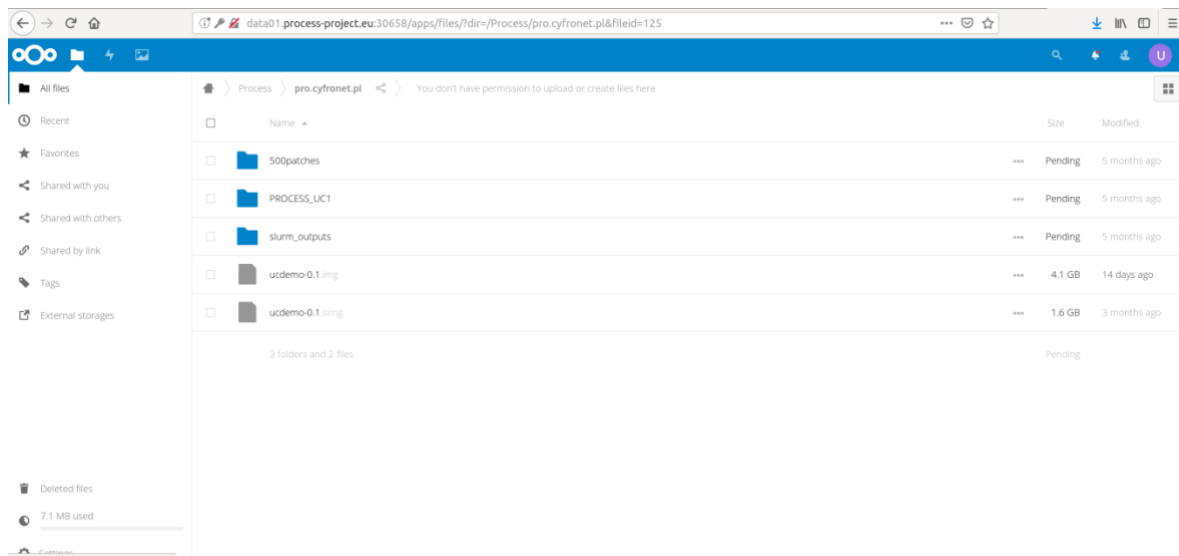 data01.process-project.eu:30658/apps/files/?dir=/Process/pro.cyfronet.pl&fileid=125
U
All files
Recent
Favorites
Shared with you
Shared with others
Shared by link
Tags
External storages
Process pro.cyfronet.pl You don't have permission to upload or create files here
Name Size Modified
500patches Pending 5 months ago
PROCESS_UC1 Pending 5 months ago
slurm_outputs Pending 5 months ago
ucdemo-0.1.img 4.1 GB 14 days ago
ucdemo-0.1.simg 1.6 GB 3 months ago
3 folders and 2 files Pending
Deleted files
7.1 MB used
Settings